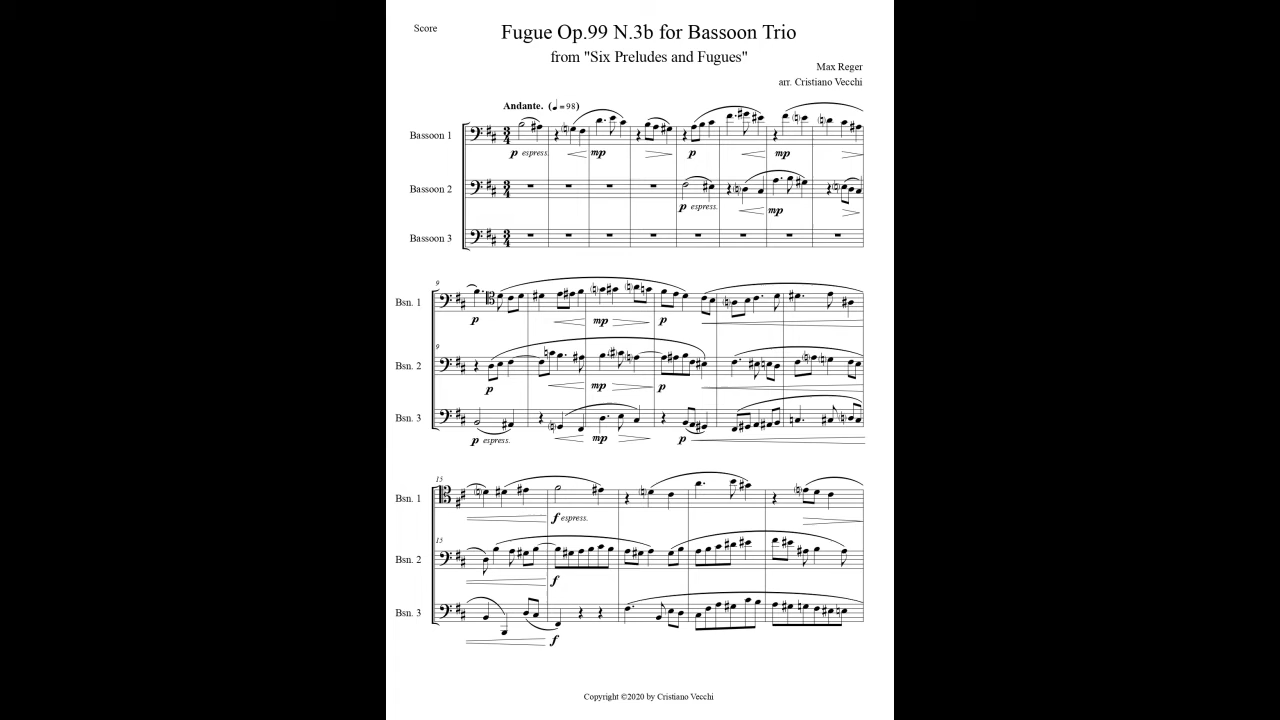 Score
Fugue Op.99 N.3b for Bassoon Trio
from "Six Preludes and Fugues"
Max Reger
arr. Cristiano Vecchi
Andante. (♩=98)
Bassoon 1
p espress.
mp
p
mp
Bassoon 2
p espress.
mp
Bassoon 3
9
Bsn. 1
p
mp
p
9
Bsn. 2
p
mp
p
Bsn. 3
p espress.
mp
p
15
Bsn. 1
f espress.
15
Bsn. 2
f
Bsn. 3
f
Copyright ©2020 by Cristiano Vecchi